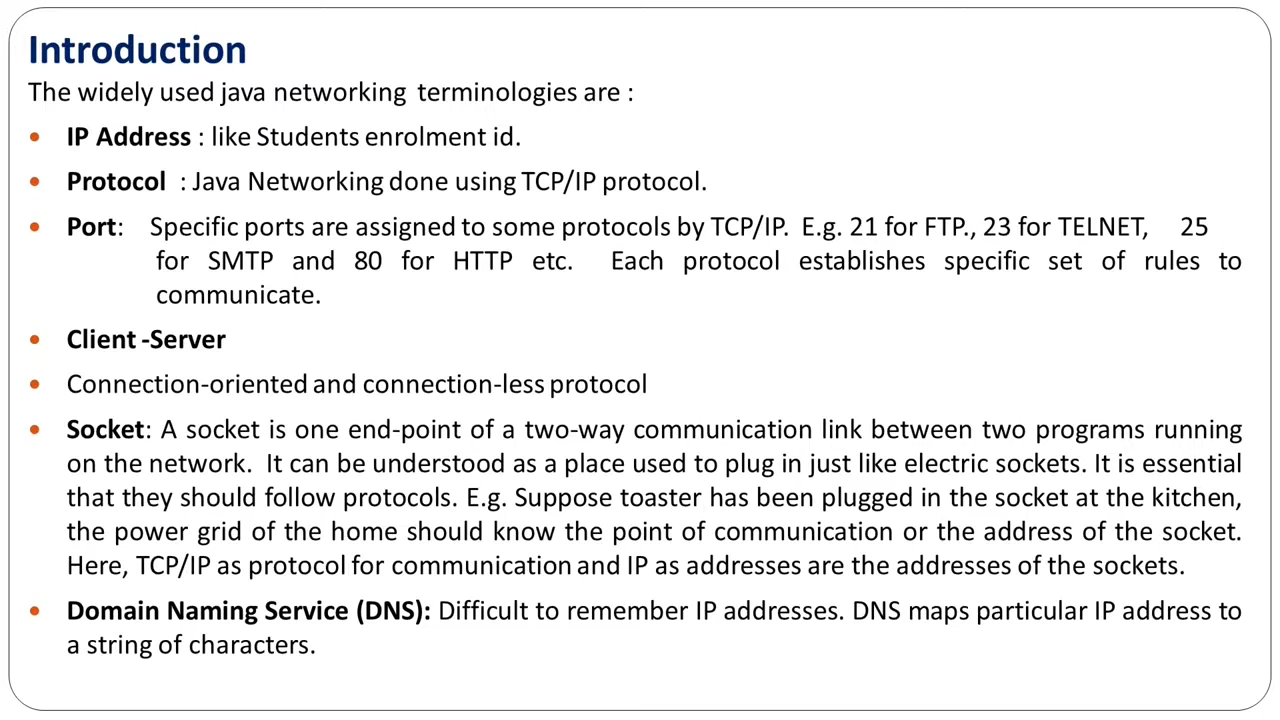 Introduction
The widely used java networking terminologies are :
• IP Address : like Students enrolment id.
• Protocol : Java Networking done using TCP/IP protocol.
• Port: Specific ports are assigned to some protocols by TCP/IP. E.g. 21 for FTP., 23 for TELNET, 25
for SMTP and 80 for HTTP etc. Each protocol establishes specific set of rules to
communicate.
• Client -Server
• Connection-oriented and connection-less protocol
• Socket: A socket is one end-point of a two-way communication link between two programs running
on the network. It can be understood as a place used to plug in just like electric sockets. It is essential
that they should follow protocols. E.g. Suppose toaster has been plugged in the socket at the kitchen,
the power grid of the home should know the point of communication or the address of the socket.
Here, TCP/IP as protocol for communication and IP as addresses are the addresses of the sockets.
• Domain Naming Service (DNS): Difficult to remember IP addresses. DNS maps particular IP address to
a string of characters.